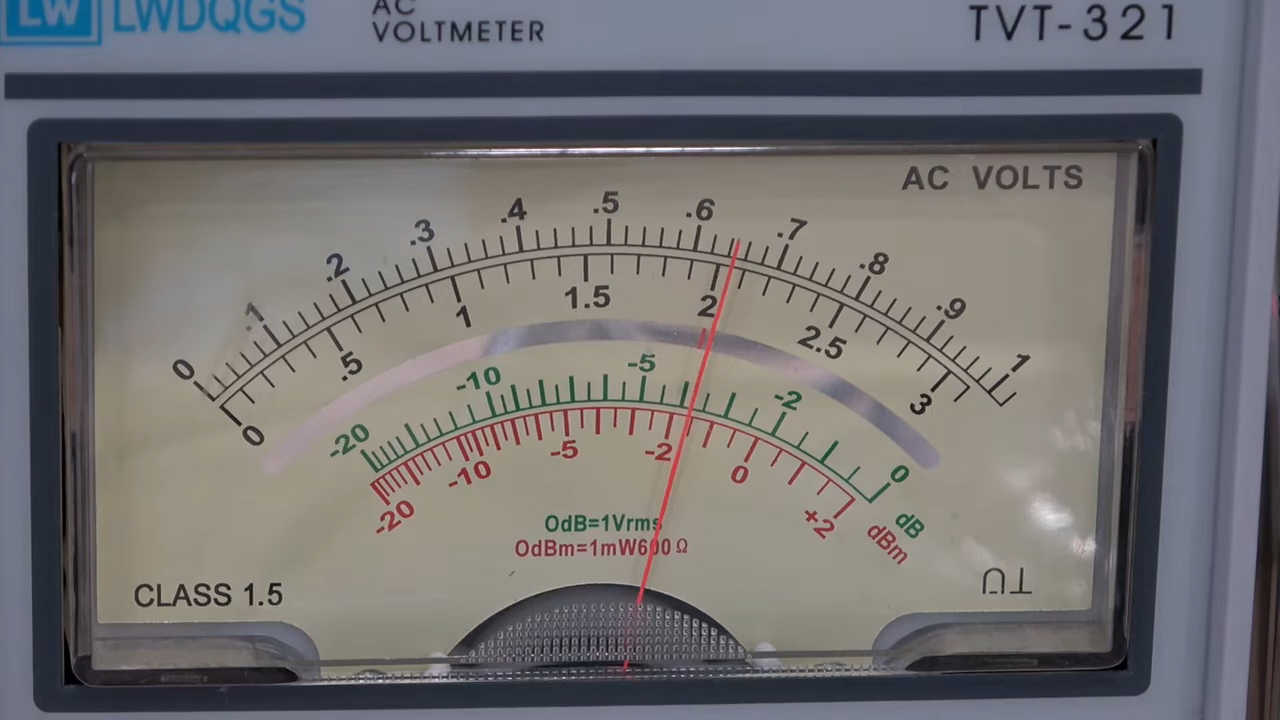 LW LWDQGS
AC
VOLTMETER
TVT-321
AC VOLTS
0 .1 .2 .3 .4 .5 .6 .7 .8 .9 1
0 .5 1 1.5 2 2.5 3
-20 -10 -5 -2 0 dB
-20 -10 -5 -2 0 +2 dBm
OdB=1Vrms
OdBm=1mW600 Ω
CLASS 1.5